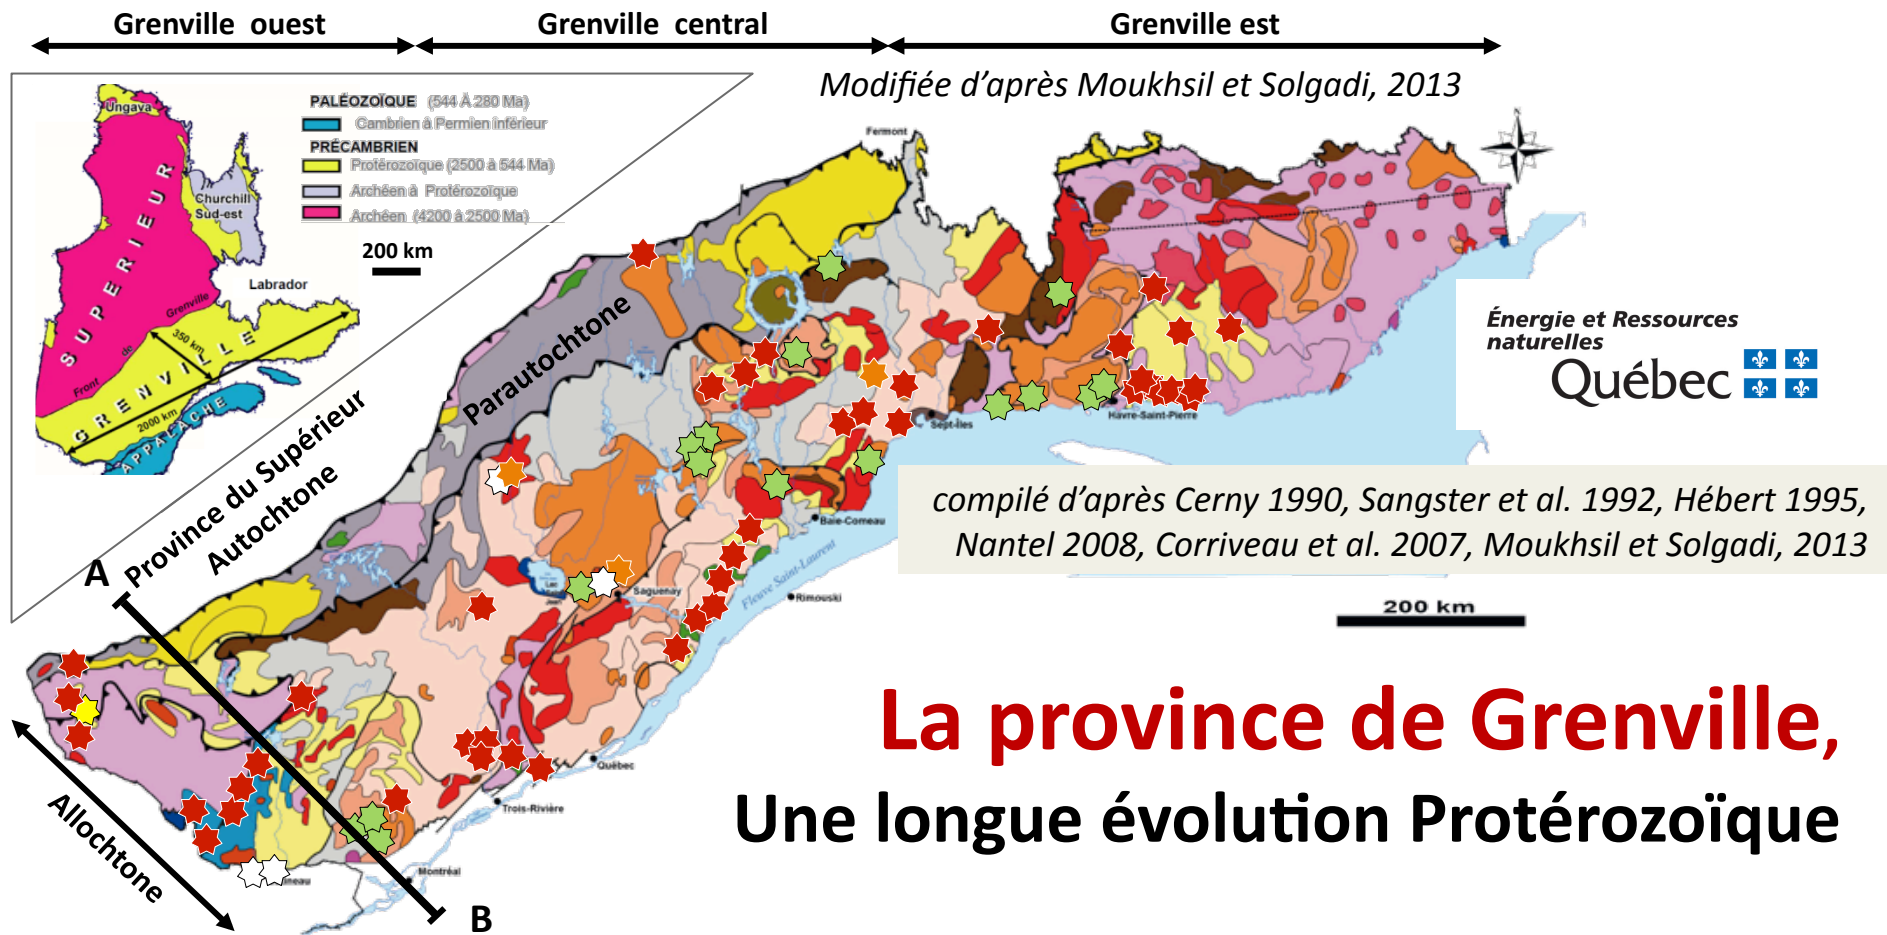 Grenville ouest
Grenville central
Grenville est
Modifiée d'après Moukhsil et Solgadi, 2013
Ungava
PALÉOZOÏQUE (544 À 280 Ma)
Cambrien à Permien inférieur
PRÉCAMBRIEN
Protérozoïque (2500 à 544 Ma)
Archéen à Protérozoïque
Archéen (4200 à 2500 Ma)
200 km
SUPERIEUR
Churchill
Sud-est
Labrador
Front de Grenville
350 km
GRENVILLE
2000 km
APPALACHE
Fermont
Parautochtone
Province du Supérieur
Autochtone
Énergie et Ressources
naturelles
Québec
Sept-Îles
Havre-Saint-Pierre
compilé d'après Cerny 1990, Sangster et al. 1992, Hébert 1995,
Nantel 2008, Corriveau et al. 2007, Moukhsil et Solgadi, 2013
Baie-Comeau
Fleuve Saint-Laurent
Rimouski
Lac
Jean
Saguenay
200 km
A
La province de Grenville,
Une longue évolution Protérozoïque
Québec
Trois-Rivière
Montréal
ineau
Allochtone
B